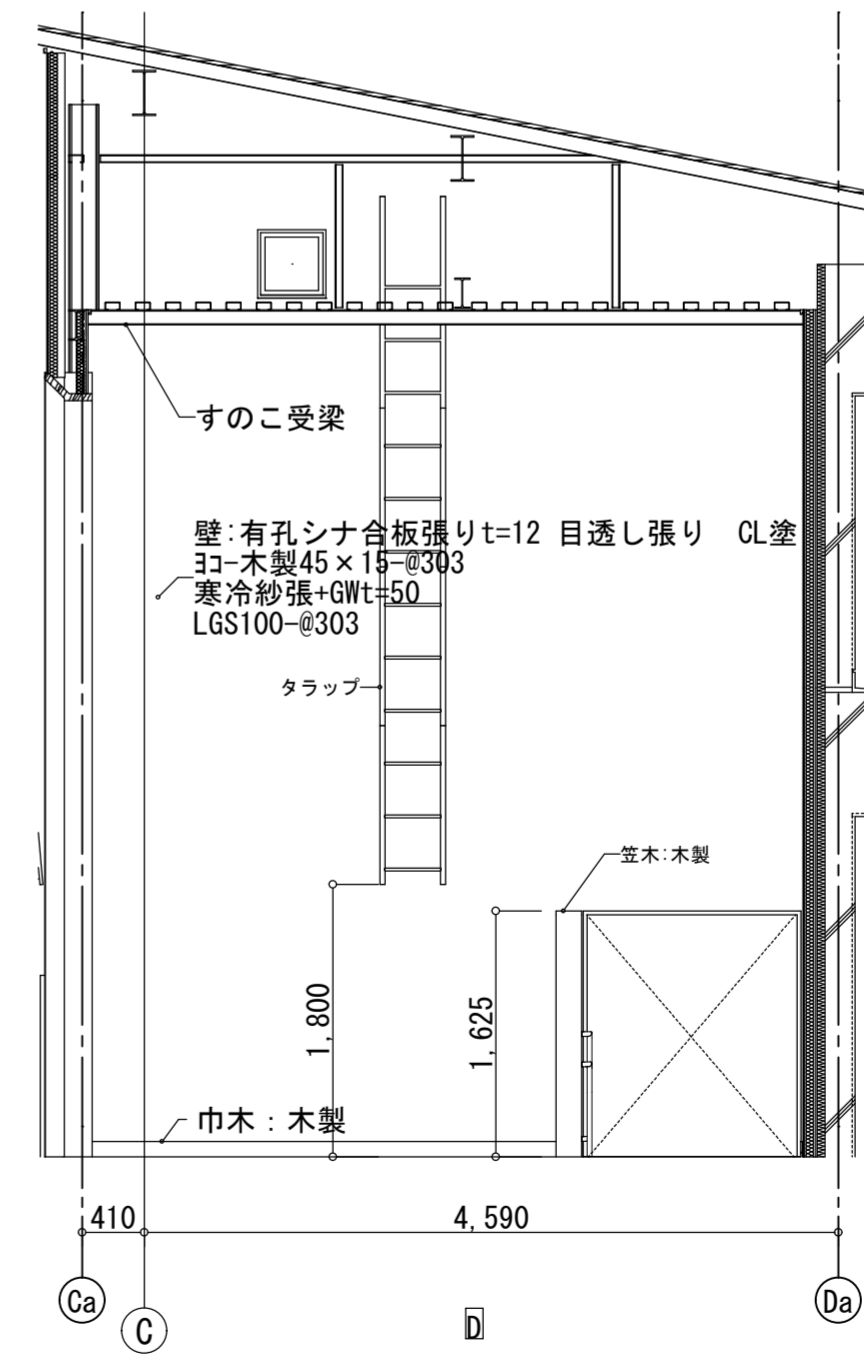 すのこ受梁
壁:有孔シナ合板張りt=12 目透し張り CL塗
ﾖｺｰ木製45×15-@303
寒冷紗張+GWt=50
LGS100-@303
タラップ
笠木:木製
1,800
1,625
巾木：木製
410
4,590
Ca
C
D
Da